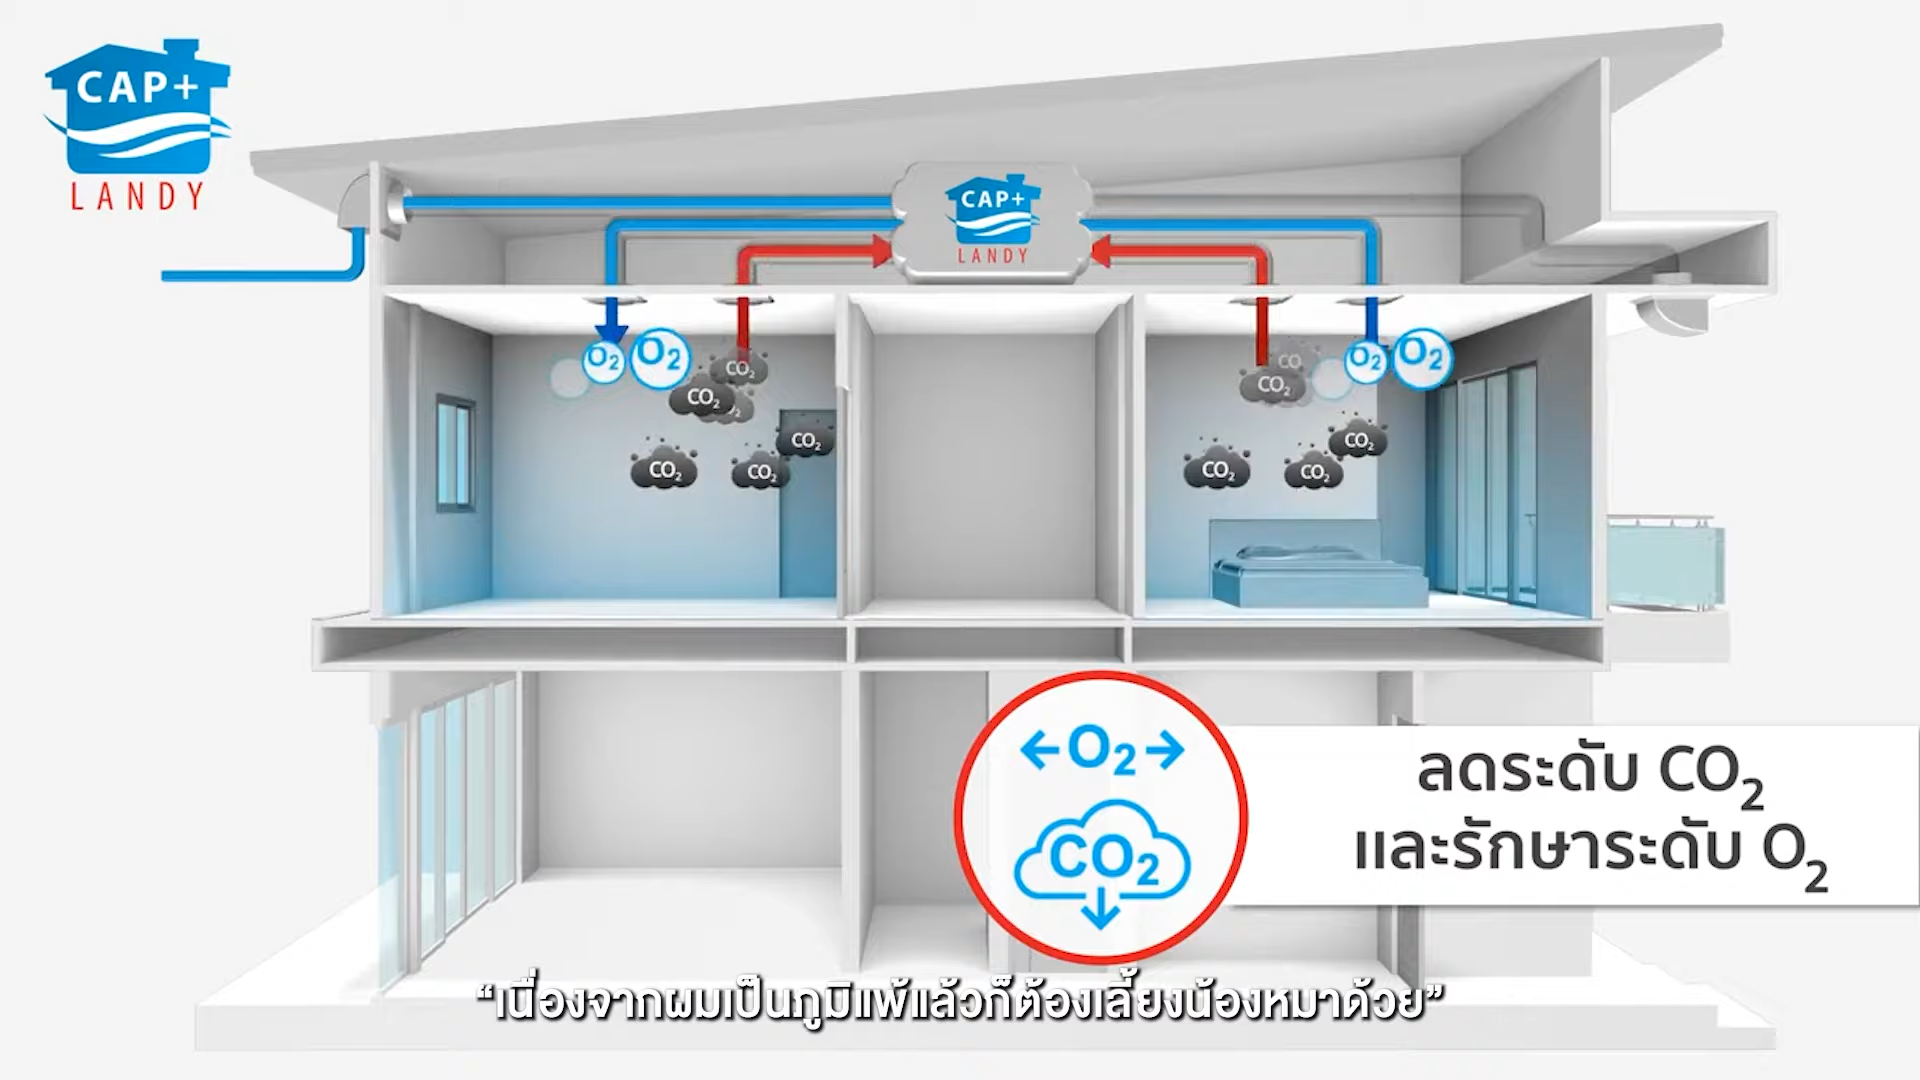 CAP+
LANDY
CAP+
LANDY
O₂ O₂
CO₂
CO₂
CO₂
CO₂
CO₂
O₂ O₂
CO₂
CO₂
CO₂
CO₂
CO₂
←O₂→
CO₂
ลดระดับ CO₂
และรักษาระดับ O₂
“เนื่องจากผมเป็นภูมิแพ้แล้วก็ต้องเลี้ยงน้องหมาด้วย”